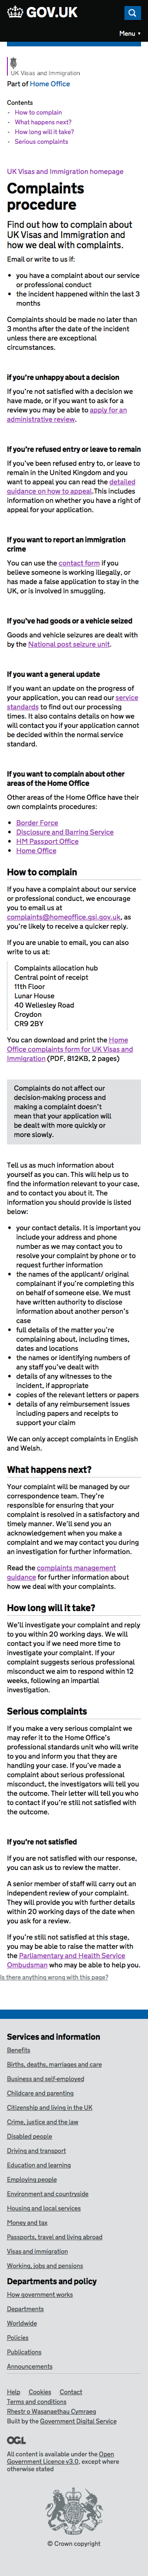 GOV.UK
Menu ▼
UK Visas and Immigration
Part of Home Office
Contents
- How to complain
- What happens next?
- How long will it take?
- Serious complaints
UK Visas and Immigration homepage
Complaints
procedure
Find out how to complain about
UK Visas and Immigration and
how we deal with complaints.
Email or write to us if:
• you have a complaint about our service
or professional conduct
• the incident happened within the last 3
months
Complaints should be made no later than
3 months after the date of the incident
unless there are exceptional
circumstances.
if you're unhappy about a decision
If you're not satisfied with a decision we
have made, or if you want to ask for a
review you may be able to apply for an
administrative review.
If you're refused entry or leave to remain
If you've been refused entry to, or leave to
remain in the United Kingdom and you
want to appeal you can read the detailed
guidance on how to appeal.This includes
information on whether you have a right of
appeal for your application.
If you want to report an immigration
crime
You can use the contact form if you
believe someone is working illegally, or
has made a false application to stay in the
UK, or is involved in smuggling.
If you've had goods or a vehicle seized
Goods and vehicle seizures are dealt with
by the National post seizure unit.
If you want a general update
If you want an update on the progress of
your application, you can read our service
standards to find out our processing
times. It also contains details on how we
will contact you if your application cannot
be decided within the normal service
standard.
If you want to complain about other
areas of the Home Office
Other areas of the Home Office have their
own complaints procedures:
• Border Force
• Disclosure and Barring Service
• HM Passport Office
• Home Office
How to complain
If you have a complaint about our service
or professional conduct, we encourage
you to email us at
complaints@homeoffice.gsi.gov.uk, as
you're likely to receive a quicker reply.
If you are unable to email, you can also
write to us at:
Complaints allocation hub
Central point of receipt
11th Floor
Lunar House
40 Wellesley Road
Croydon
CR9 2BY
You can download and print the Home
Office complaints form for UK Visas and
Immigration (PDF, 812KB, 2 pages)
Complaints do not affect our
decision-making process and
making a complaint doesn't
mean that your application will
be dealt with more quickly or
more slowly.
Tell us as much information about
yourself as you can. This will help us to
find the information relevant to your case,
and to contact you about it. The
information you should provide is listed
below:
• your contact details. It is important you
include your address and phone
number as we may need to contact you to
discuss your complaint by phone or to
request further information
• the names of the applicant/ original
complainant if you're completing this
on behalf of someone else. We must
have written authority to disclose
information about another person's
case
• full details of the matter you're
complaining about, including times,
dates and locations
• the names or identifying numbers of
any staff you've dealt with
• details of any witnesses to the
incident, if appropriate
• copies of the relevant letters or papers
• details of any reimbursement issues
including papers and receipts to
support your claim
We can only accept complaints in English
and Welsh.
What happens next?
Your complaint will be managed by our
correspondence team. They're
responsible for ensuring that your
complaint is resolved in a satisfactory and
timely manner. We'll send you an
acknowledgement when you make a
complaint and may contact you during
an investigation for further information.
Read the complaints management
guidance for further information about
how we deal with your complaints.
How long will it take?
We'll investigate your complaint and reply
to you within 20 working days. We will
contact you if we need more time to
investigate your complaint. If your
complaint suggests serious professional
misconduct we aim to respond within 12
weeks, following an impartial
investigation.
Serious complaints
If you make a very serious complaint we
may refer it to the Home Office's
professional standards unit who will write
to you and inform you that they are
handling your case. If you've made a
complaint about serious professional
misconduct, the investigators will tell you
the outcome. Their letter will tell you who
to contact if you're still not satisfied with
the outcome.
If you're not satisfied
If you are not satisfied with our response,
you can ask us to review the matter.
A senior member of staff will carry out an
independent review of your complaint.
They will provide you with further details
within 20 working days of the date when
you ask for a review.
If you're still not satisfied at this stage,
you can refer your complaint by writing to
the Parliamentary and Health Service
Ombudsman who may be able to help you.
Is there anything wrong with this page?
Services and information
Benefits
Births, deaths, marriages and care
Business and self-employed
Childcare and parenting
Citizenship and living in the UK
Crime, justice and the law
Disabled people
Driving and transport
Education and learning
Employing people
Environment and countryside
Housing and local services
Money and tax
Passports, travel and living abroad
Visas and immigration
Working, jobs and pensions
Departments and policy
How government works
Departments
Worldwide
Policies
Publications
Announcements
Help Cookies Contact
Terms and conditions
Rhestr o Wasanaethau Cymraeg
Built by the Government Digital Service
OGL
All content is available under the Open
Government Licence v3.0, except where
otherwise stated
© Crown copyright